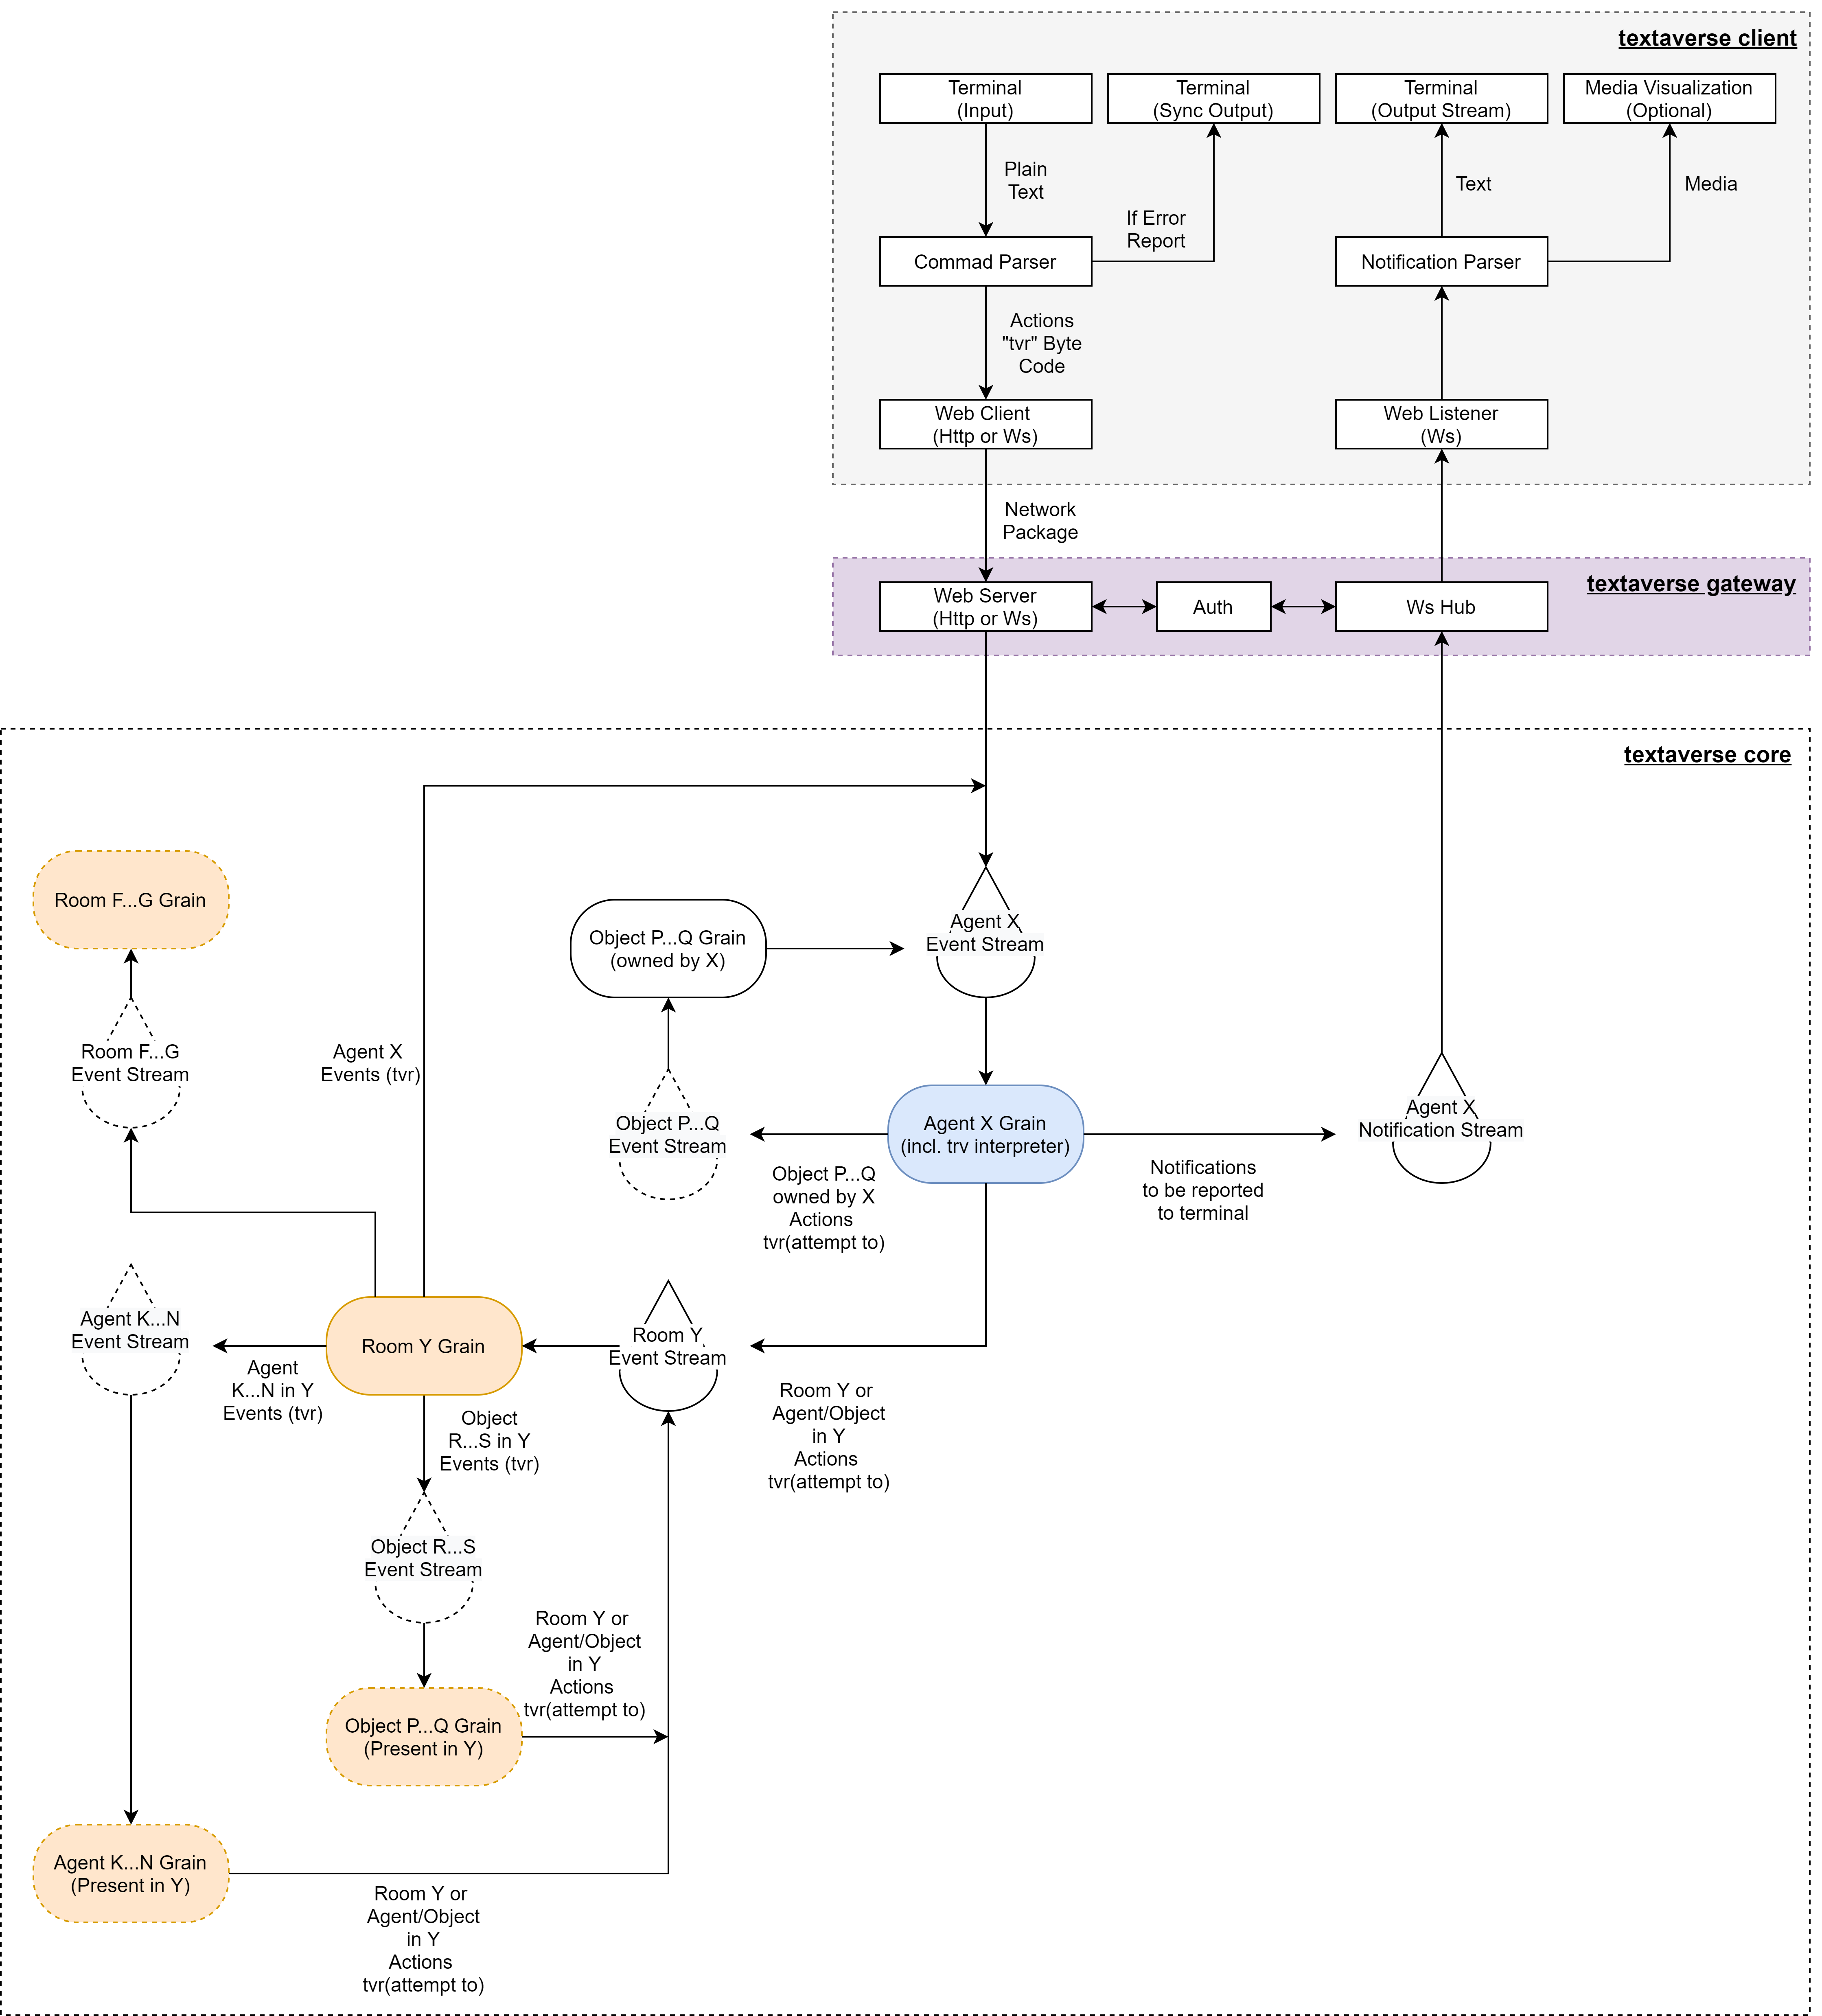 textaverse client
Terminal
(Input)
Terminal
(Sync Output)
Terminal
(Output Stream)
Media Visualization
(Optional)
Plain
Text
If Error
Report
Text
Media
Commad Parser
Notification Parser
Actions
"tvr" Byte
Code
Web Client
(Http or Ws)
Web Listener
(Ws)
Network
Package
textaverse gateway
Web Server
(Http or Ws)
Auth
Ws Hub
textaverse core
Room F...G Grain
Object P...Q Grain
(owned by X)
Agent X
Event Stream
Room F...G
Event Stream
Agent X
Events (tvr)
Object P...Q
Event Stream
Agent X Grain
(incl. trv interpreter)
Agent X
Notification Stream
Object P...Q
owned by X
Actions
tvr(attempt to)
Notifications
to be reported
to terminal
Agent K...N
Event Stream
Room Y Grain
Room Y
Event Stream
Agent
K...N in Y
Events (tvr)
Object
R...S in Y
Events (tvr)
Room Y or
Agent/Object
in Y
Actions
tvr(attempt to)
Object R...S
Event Stream
Room Y or
Agent/Object
in Y
Actions
tvr(attempt to)
Object P...Q Grain
(Present in Y)
Agent K...N Grain
(Present in Y)
Room Y or
Agent/Object
in Y
Actions
tvr(attempt to)